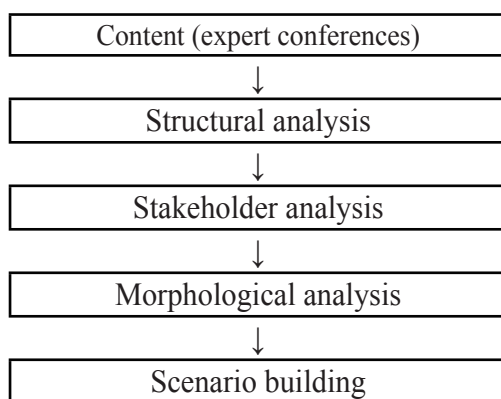 Content (expert conferences)
↓
Structural analysis
↓
Stakeholder analysis
↓
Morphological analysis
↓
Scenario building